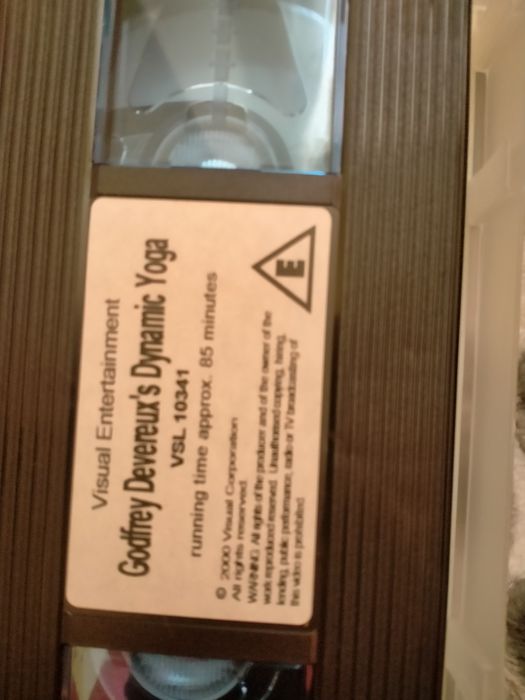 Visual Entertainment
Godfrey Devereux's Dynamic Yoga
VSL 10341
running time approx. 85 minutes
E
© 2000 Visual Corporation
All rights reserved.
WARNING: All rights of the producer and of the owner of the
work reproduced reserved. Unauthorised copying, hiring,
lending, public performance, radio or TV broadcasting of
this video is prohibited